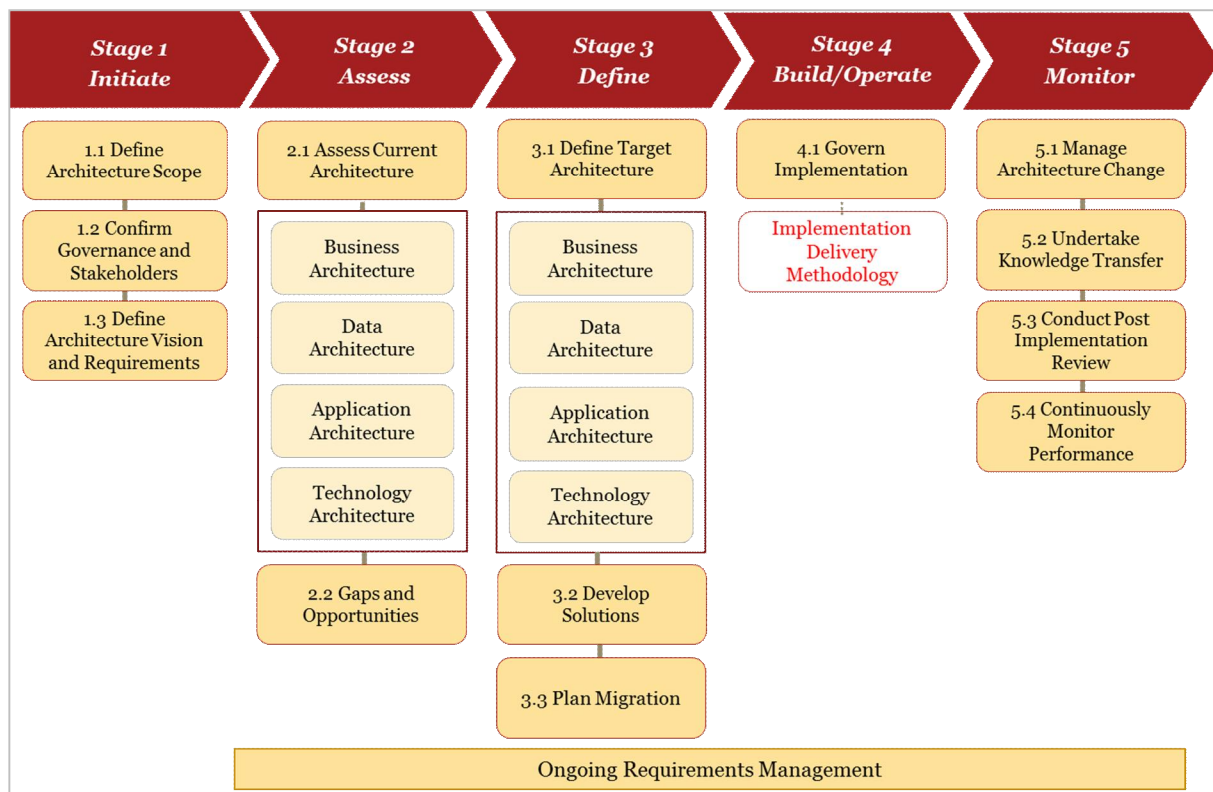 Stage 1
Initiate
Stage 2
Assess
Stage 3
Define
Stage 4
Build/Operate
Stage 5
Monitor
1.1 Define
Architecture Scope
1.2 Confirm
Governance and
Stakeholders
1.3 Define
Architecture Vision
and Requirements
2.1 Assess Current
Architecture
Business
Architecture
Data
Architecture
Application
Architecture
Technology
Architecture
2.2 Gaps and
Opportunities
3.1 Define Target
Architecture
Business
Architecture
Data
Architecture
Application
Architecture
Technology
Architecture
3.2 Develop
Solutions
3.3 Plan Migration
4.1 Govern
Implementation
Implementation
Delivery
Methodology
5.1 Manage
Architecture Change
5.2 Undertake
Knowledge Transfer
5.3 Conduct Post
Implementation
Review
5.4 Continuously
Monitor
Performance
Ongoing Requirements Management